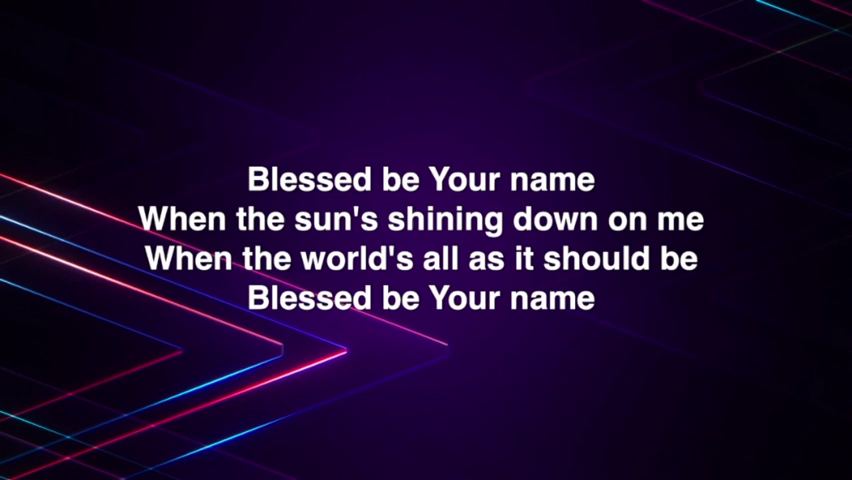 Blessed be Your name
When the sun's shining down on me
When the world's all as it should be
Blessed be Your name